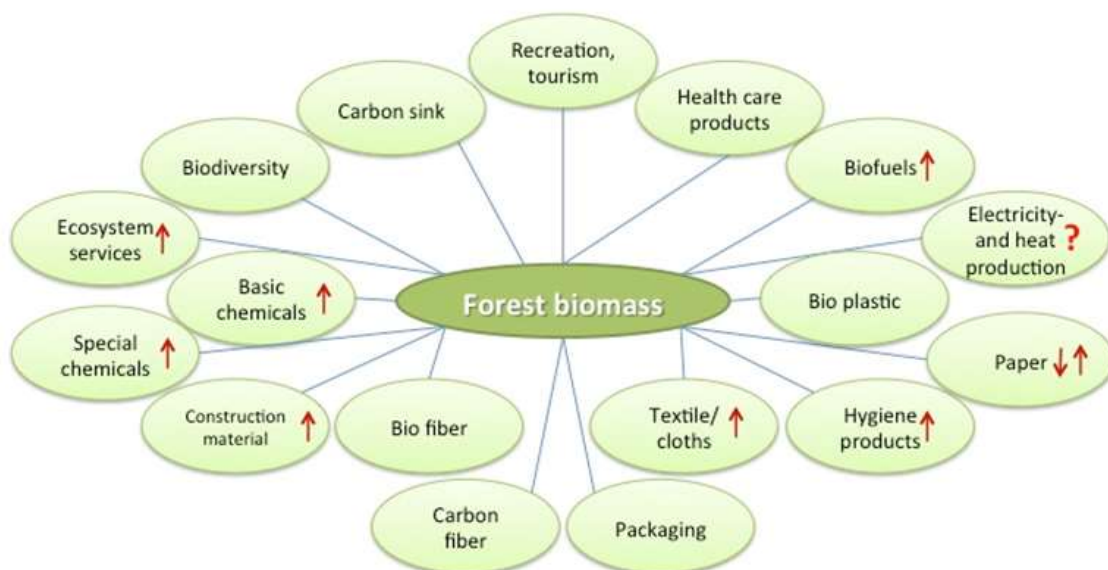 Recreation,
tourism
Health care
products
Carbon sink
Biodiversity
Biofuels ↑
Ecosystem
services ↑
Electricity-
and heat ?
production
Basic
chemicals ↑
Forest biomass
Bio plastic
Special
chemicals ↑
Paper ↓↑
Construction
material ↑
Bio fiber
Textile/
cloths ↑
Hygiene
products ↑
Carbon
fiber
Packaging